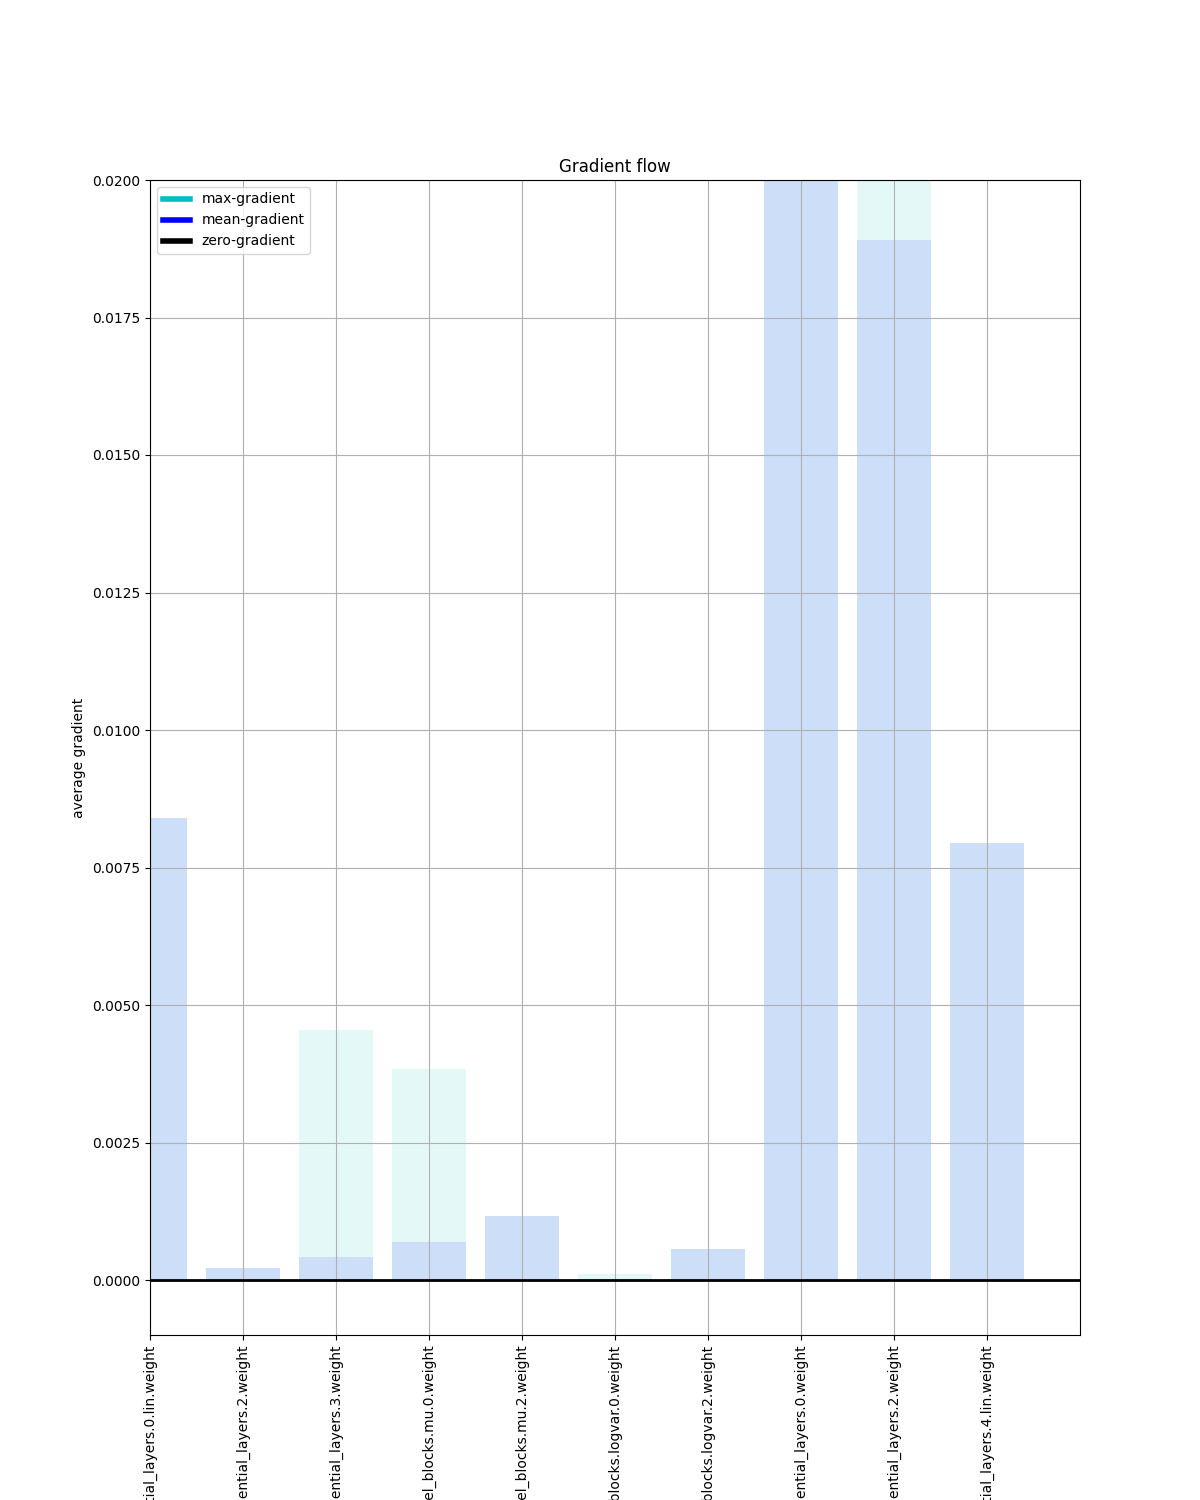 Gradient flow
max-gradient
mean-gradient
zero-gradient
0.0200
0.0175
0.0150
0.0125
0.0100
0.0075
0.0050
0.0025
0.0000
average gradient
tial_layers.0.lin.weight
ential_layers.2.weight
ential_layers.3.weight
el_blocks.mu.0.weight
el_blocks.mu.2.weight
blocks.logvar.0.weight
blocks.logvar.2.weight
ential_layers.0.weight
ential_layers.2.weight
tial_layers.4.lin.weight